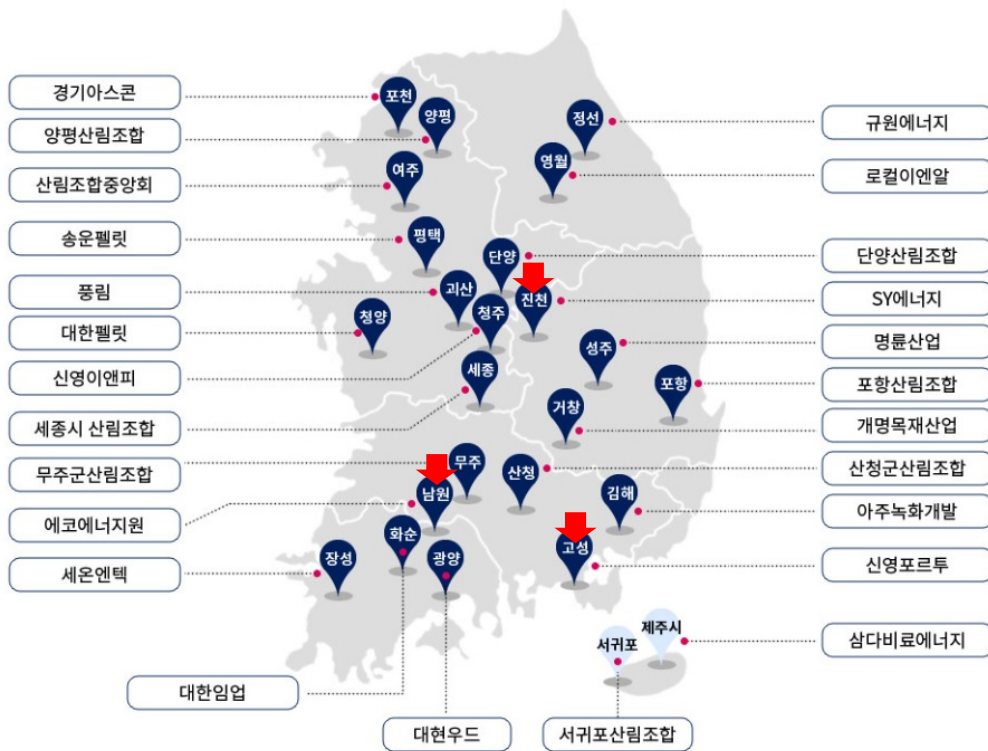 경기아스콘
양평산림조합
산림조합중앙회
송운펠릿
풍림
대한펠릿
신영이앤피
세종시 산림조합
무주군산림조합
에코에너지원
세온엔텍
대한임업
대현우드
서귀포산림조합
포천
양평
여주
평택
단양
괴산
진천
청양
청주
세종
정선
영월
성주
포항
거창
무주
산청
남원
김해
화순
고성
장성
광양
서귀포
제주시
규원에너지
로컬이엔알
단양산림조합
SY에너지
명륜산업
포항산림조합
개명목재산업
산청군산림조합
아주녹화개발
신영포르투
삼다비료에너지